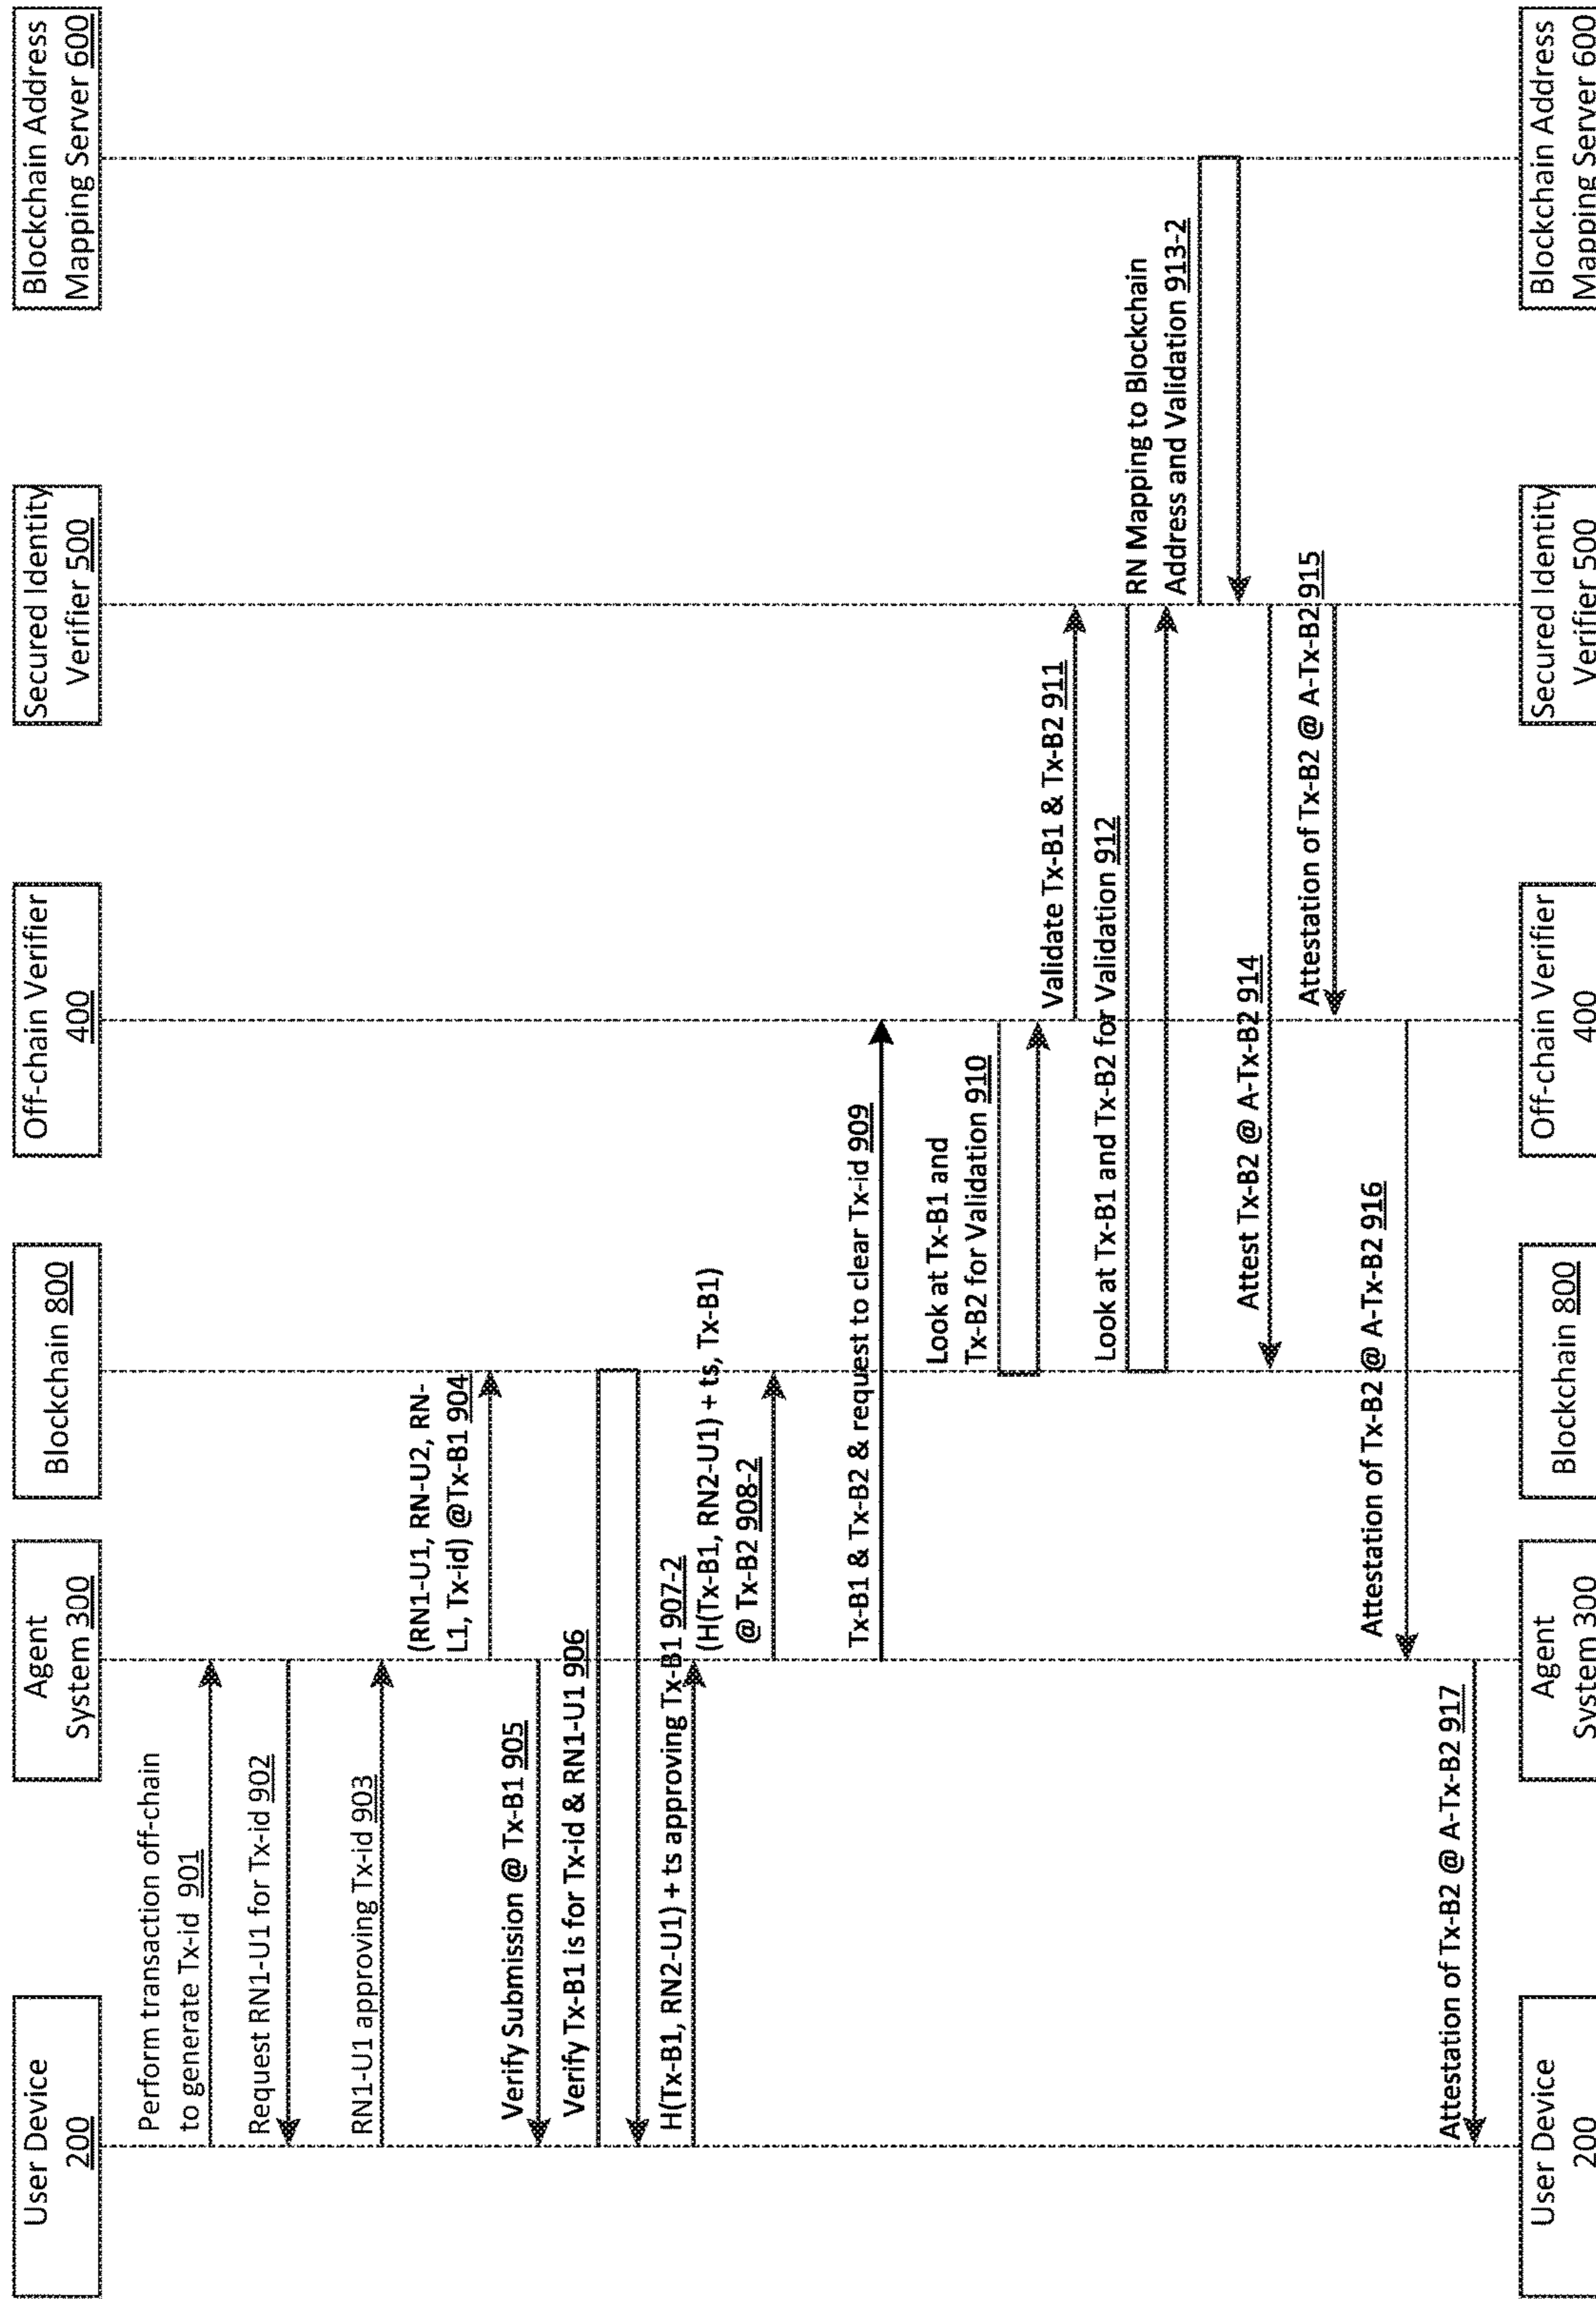 User Device
200
Agent
System 300
Blockchain 800
Off-chain Verifier
400
Secured Identity
Verifier 500
Blockchain Address
Mapping Server 600
Perform transaction off-chain
to generate Tx-id 901
Request RN1-U1 for Tx-id 902
RN1-U1 approving Tx-id 903
(RN1-U1, RN-U2, RN-
L1, Tx-id) @Tx-B1 904
Verify Submission @ Tx-B1 905
Verify Tx-B1 is for Tx-id & RN1-U1 906
H(Tx-B1, RN2-U1) + ts approving Tx-B1 907-2
(H(Tx-B1, RN2-U1) + ts, Tx-B1)
@ Tx-B2 908-2
Tx-B1 & Tx-B2 & request to clear Tx-id 909
Look at Tx-B1 and
Tx-B2 for Validation 910
Validate Tx-B1 & Tx-B2 911
Look at Tx-B1 and Tx-B2 for Validation 912
RN Mapping to Blockchain
Address and Validation 913-2
Attest Tx-B2 @ A-Tx-B2 914
Attestation of Tx-B2 @ A-Tx-B2 915
Attestation of Tx-B2 @ A-Tx-B2 916
Attestation of Tx-B2 @ A-Tx-B2 917
User Device
200
Agent
System 300
Blockchain 800
Off-chain Verifier
400
Secured Identity
Verifier 500
Blockchain Address
Mapping Server 600